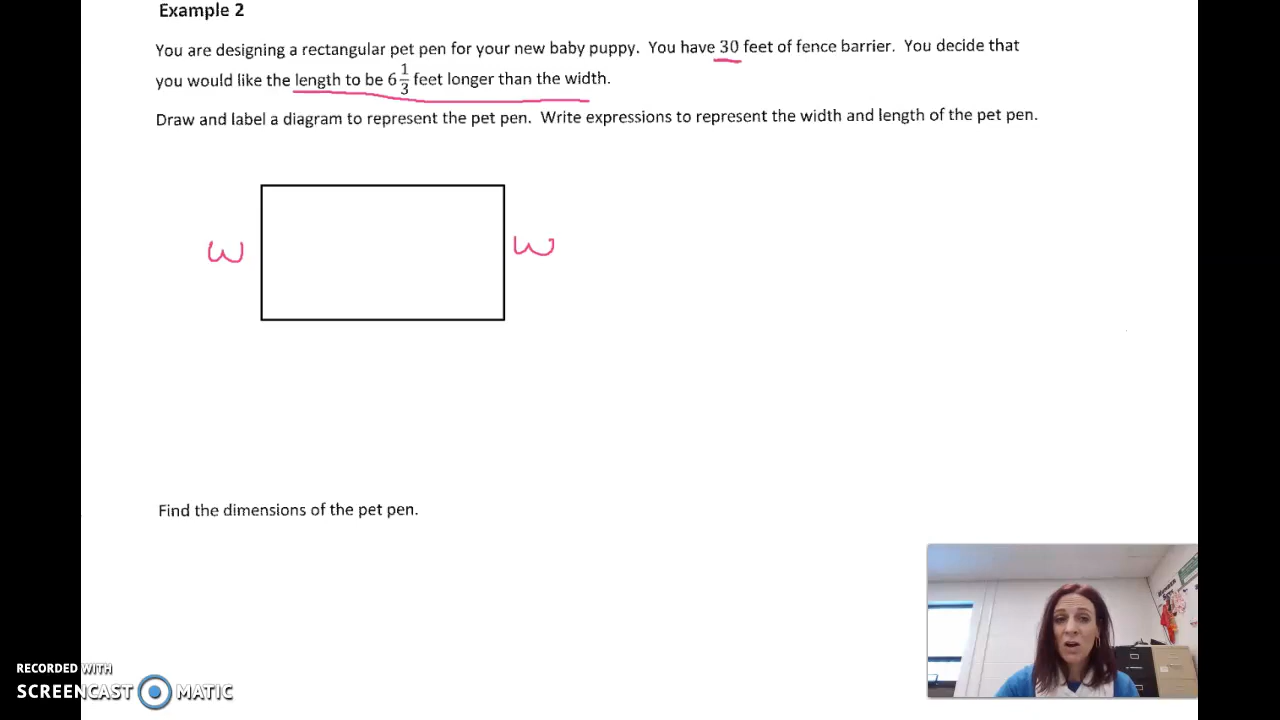 Example 2
You are designing a rectangular pet pen for your new baby puppy. You have 30 feet of fence barrier. You decide that
you would like the length to be 6 1/3 feet longer than the width.
Draw and label a diagram to represent the pet pen. Write expressions to represent the width and length of the pet pen.
w w
Find the dimensions of the pet pen.
RECORDED WITH
SCREENCAST MATIC